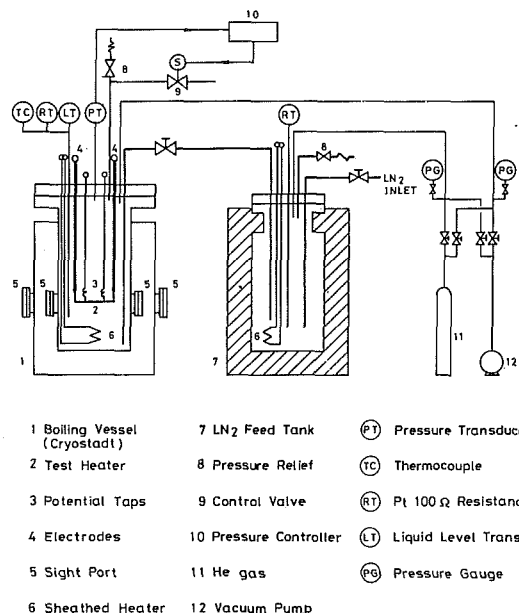 10
8
S
9
TC RT LT PT
4 4
RT
8
LN2
INLET
PG PG
5 5 3 5 5
2
6
1
6
7
11
12
1 Boiling Vessel
(Cryostadt)
2 Test Heater
3 Potential Taps
4 Electrodes
5 Sight Port
6 Sheathed Heater
7 LN2 Feed Tank
8 Pressure Relief
9 Control Valve
10 Pressure Controller
11 He gas
12 Vacuum Pump
PT Pressure Transduc
TC Thermocouple
RT Pt 100 Ω Resistanc
LT Liquid Level Trans
PG Pressure Gauge